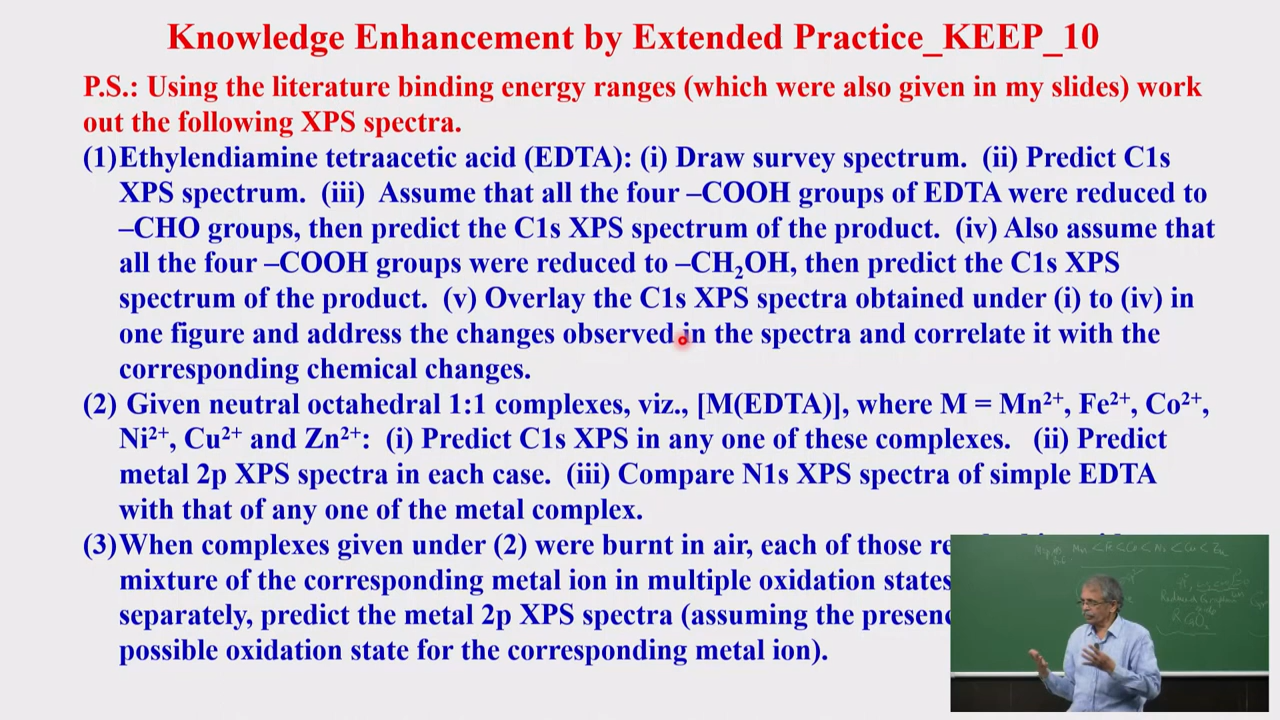 Knowledge Enhancement by Extended Practice_KEEP_10
P.S.: Using the literature binding energy ranges (which were also given in my slides) work
out the following XPS spectra.
(1)Ethylendiamine tetraacetic acid (EDTA): (i) Draw survey spectrum. (ii) Predict C1s
XPS spectrum. (iii) Assume that all the four –COOH groups of EDTA were reduced to
–CHO groups, then predict the C1s XPS spectrum of the product. (iv) Also assume that
all the four –COOH groups were reduced to –CH₂OH, then predict the C1s XPS
spectrum of the product. (v) Overlay the C1s XPS spectra obtained under (i) to (iv) in
one figure and address the changes observed in the spectra and correlate it with the
corresponding chemical changes.
(2) Given neutral octahedral 1:1 complexes, viz., [M(EDTA)], where M = Mn²⁺, Fe²⁺, Co²⁺,
Ni²⁺, Cu²⁺ and Zn²⁺: (i) Predict C1s XPS in any one of these complexes. (ii) Predict
metal 2p XPS spectra in each case. (iii) Compare N1s XPS spectra of simple EDTA
with that of any one of the metal complex.
(3)When complexes given under (2) were burnt in air, each of those
mixture of the corresponding metal ion in multiple oxidation states
separately, predict the metal 2p XPS spectra (assuming the
possible oxidation state for the corresponding metal ion).